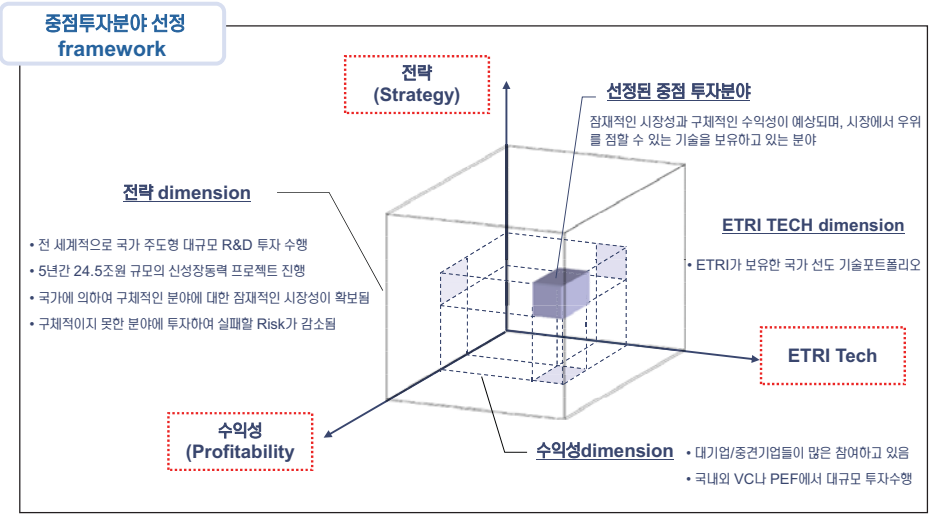 중점투자분야 선정
framework
전략
(Strategy)
선정된 중점 투자분야
잠재적인 시장성과 구체적인 수익성이 예상되며, 시장에서 우위
를 점할 수 있는 기술을 보유하고 있는 분야
전략 dimension
• 전 세계적으로 국가 주도형 대규모 R&D 투자 수행
• 5년간 24.5조원 규모의 신성장동력 프로젝트 진행
• 국가에 의하여 구체적인 분야에 대한 잠재적인 시장성이 확보됨
• 구체적이지 못한 분야에 투자하여 실패할 Risk가 감소됨
ETRI TECH dimension
• ETRI가 보유한 국가 선도 기술포트폴리오
ETRI Tech
수익성
(Profitability
수익성dimension
• 대기업/중견기업들이 많은 참여하고 있음
• 국내외 VC나 PEF에서 대규모 투자수행